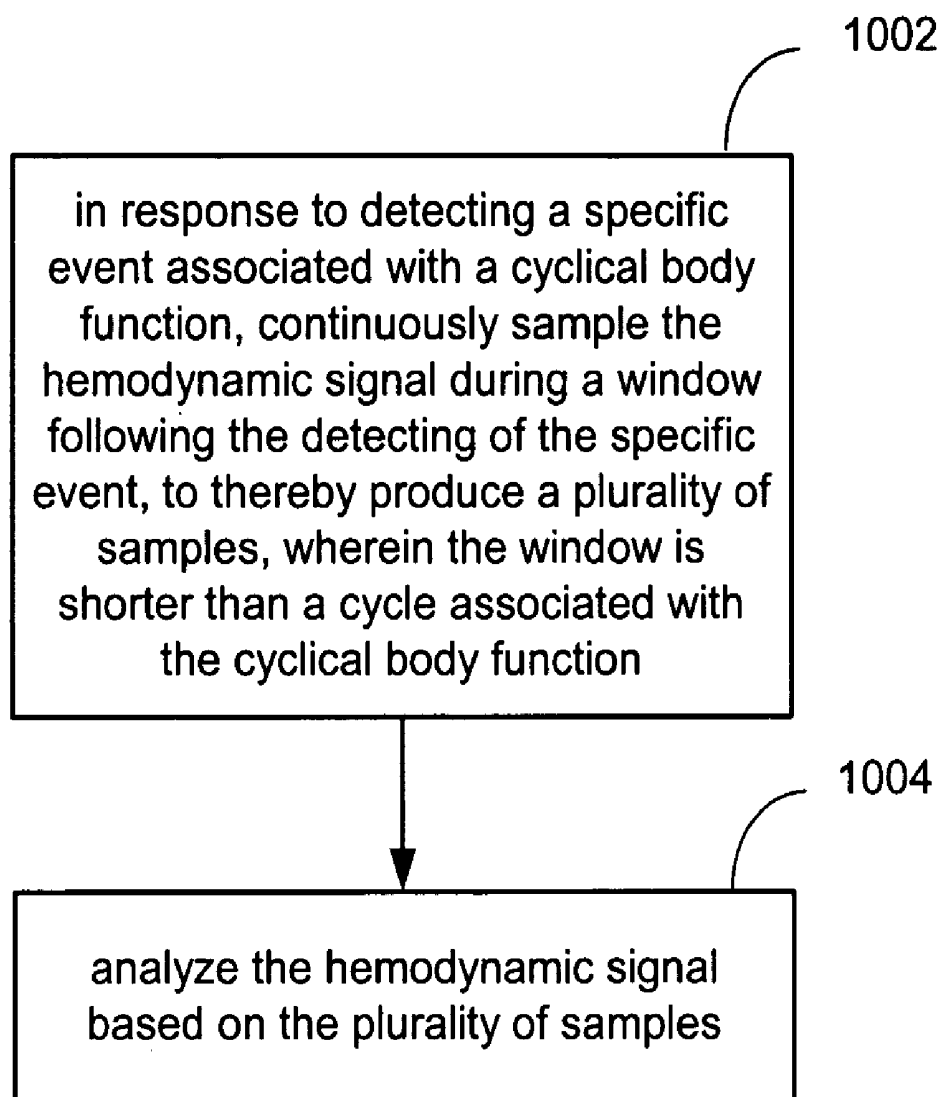 1002
in response to detecting a specific
event associated with a cyclical body
function, continuously sample the
hemodynamic signal during a window
following the detecting of the specific
event, to thereby produce a plurality of
samples, wherein the window is
shorter than a cycle associated with
the cyclical body function
1004
analyze the hemodynamic signal
based on the plurality of samples